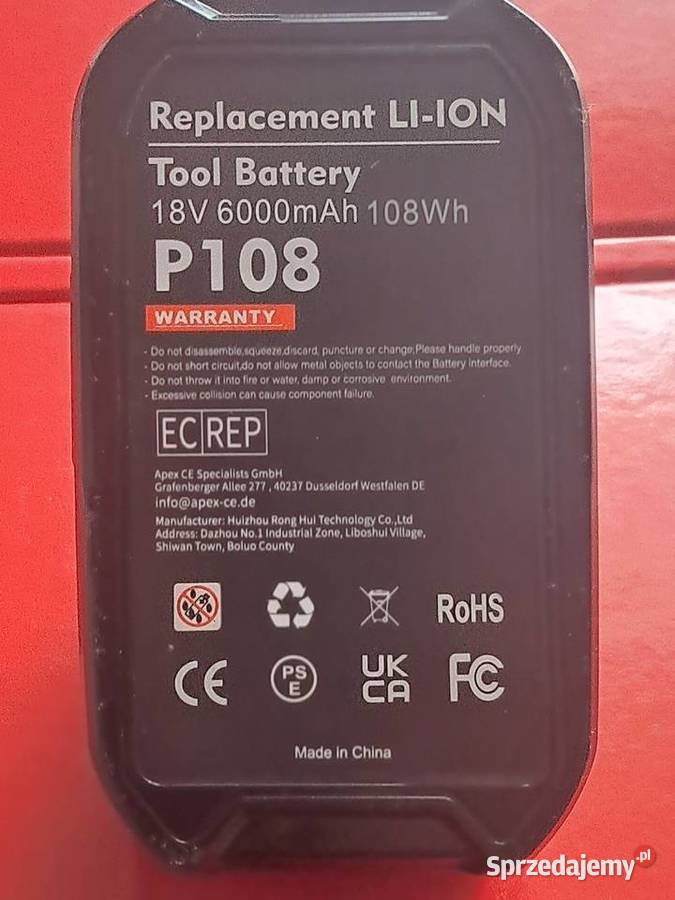 Replacement LI-ION
Tool Battery
18V 6000mAh 108Wh
P108
WARRANTY
- Do not disassemble,squeeze,discard, puncture or change;Please handle properly
- Do not short circuit,do not allow metal objects to contact the Battery interface.
- Do not throw it into fire or water, damp or corrosive environment.
- Excessive collision can cause component failure.
EC REP
Apex CE Specialists GmbH
Grafenberger Allee 277 , 40237 Dusseldorf Westfalen DE
info@apex-ce.de
Manufacturer: Huizhou Rong Hui Technology Co.,Ltd
Address: Dazhou No.1 Industrial Zone, Liboshui Village,
Shiwan Town, Boluo County
RoHS
CE PS E UK CA FC
Made in China
Sprzedajemy.pl